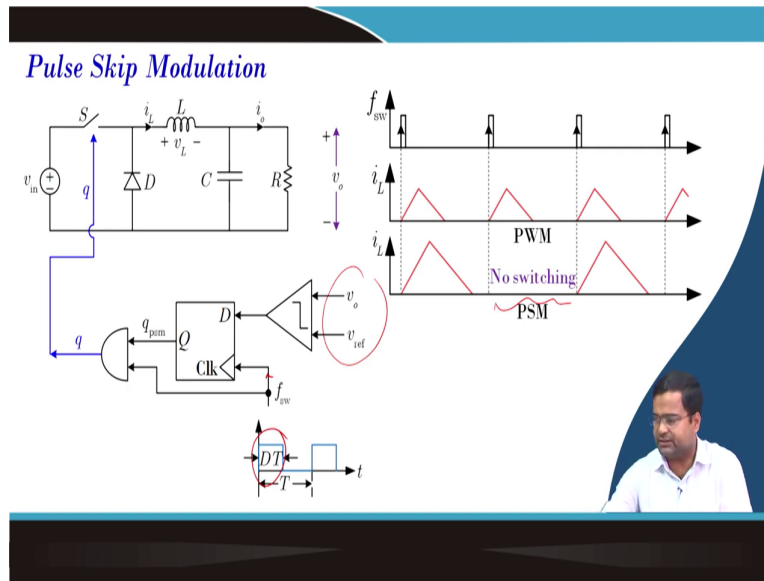 Pulse Skip Modulation
S
i_L
L
i_o
+ v_L −
v_in
q
D
C
R
+
v_o
−
f_sw
i_L
PWM
i_L
No switching
PSM
q_psm
Q
D
Clk
v_o
v_ref
q
f_sw
DT
T
t